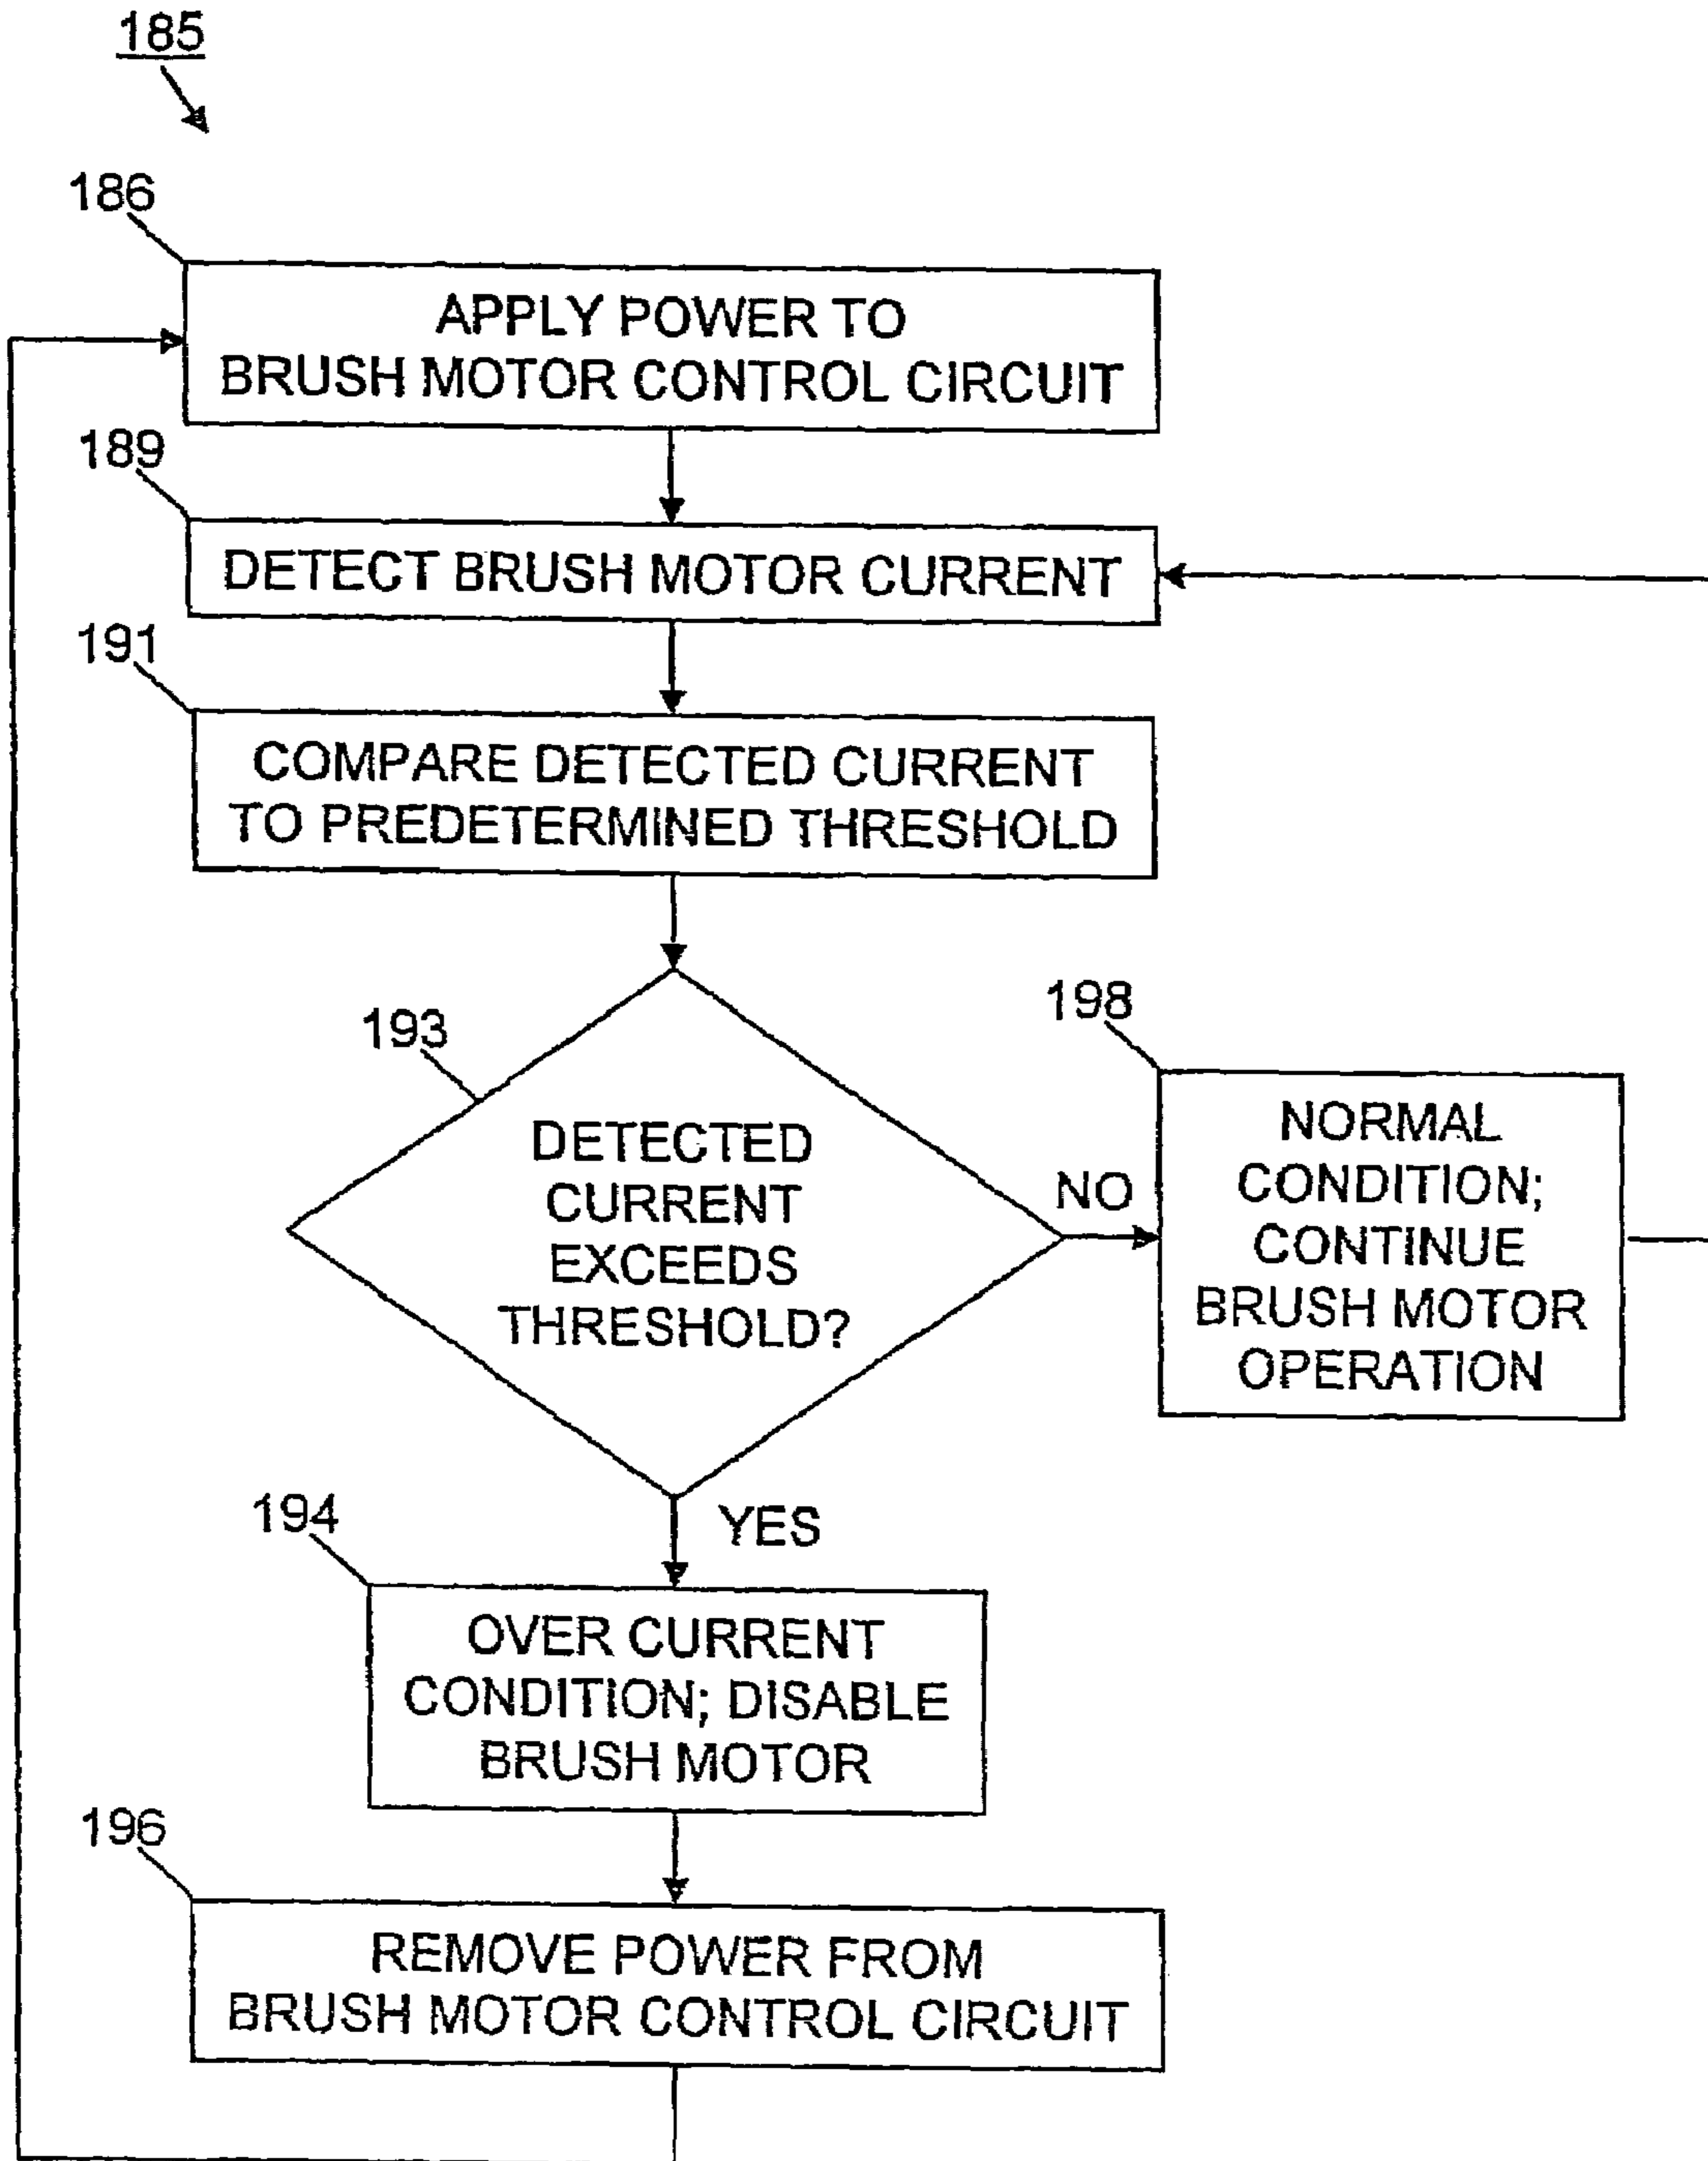 185
186
APPLY POWER TO
BRUSH MOTOR CONTROL CIRCUIT
189
DETECT BRUSH MOTOR CURRENT
191
COMPARE DETECTED CURRENT
TO PREDETERMINED THRESHOLD
193
DETECTED
CURRENT
EXCEEDS
THRESHOLD?
NO
198
NORMAL
CONDITION;
CONTINUE
BRUSH MOTOR
OPERATION
YES
194
OVER CURRENT
CONDITION; DISABLE
BRUSH MOTOR
196
REMOVE POWER FROM
BRUSH MOTOR CONTROL CIRCUIT